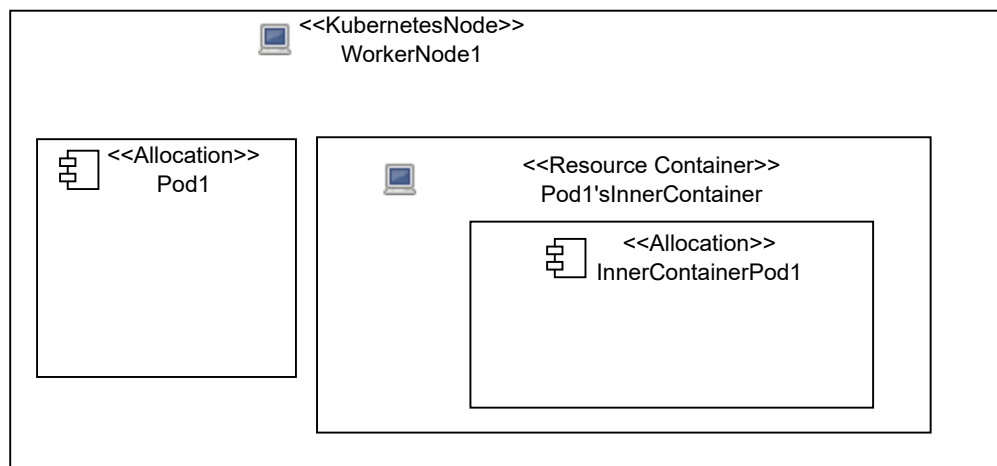 <<KubernetesNode>>
WorkerNode1
<<Allocation>>
Pod1
<<Resource Container>>
Pod1'sInnerContainer
<<Allocation>>
InnerContainerPod1